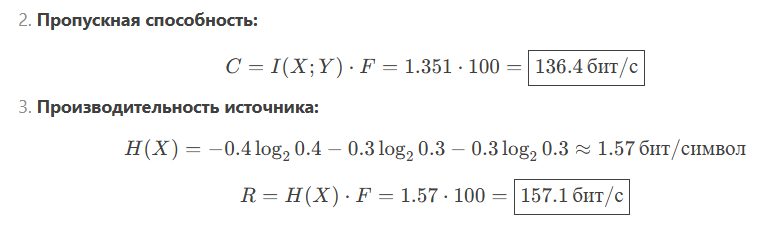 2. Пропускная способность:
C = I(X; Y) · F = 1.351 · 100 = 136.4 бит/с
3. Производительность источника:
H(X) = −0.4 log₂ 0.4 − 0.3 log₂ 0.3 − 0.3 log₂ 0.3 ≈ 1.57 бит/символ
R = H(X) · F = 1.57 · 100 = 157.1 бит/с